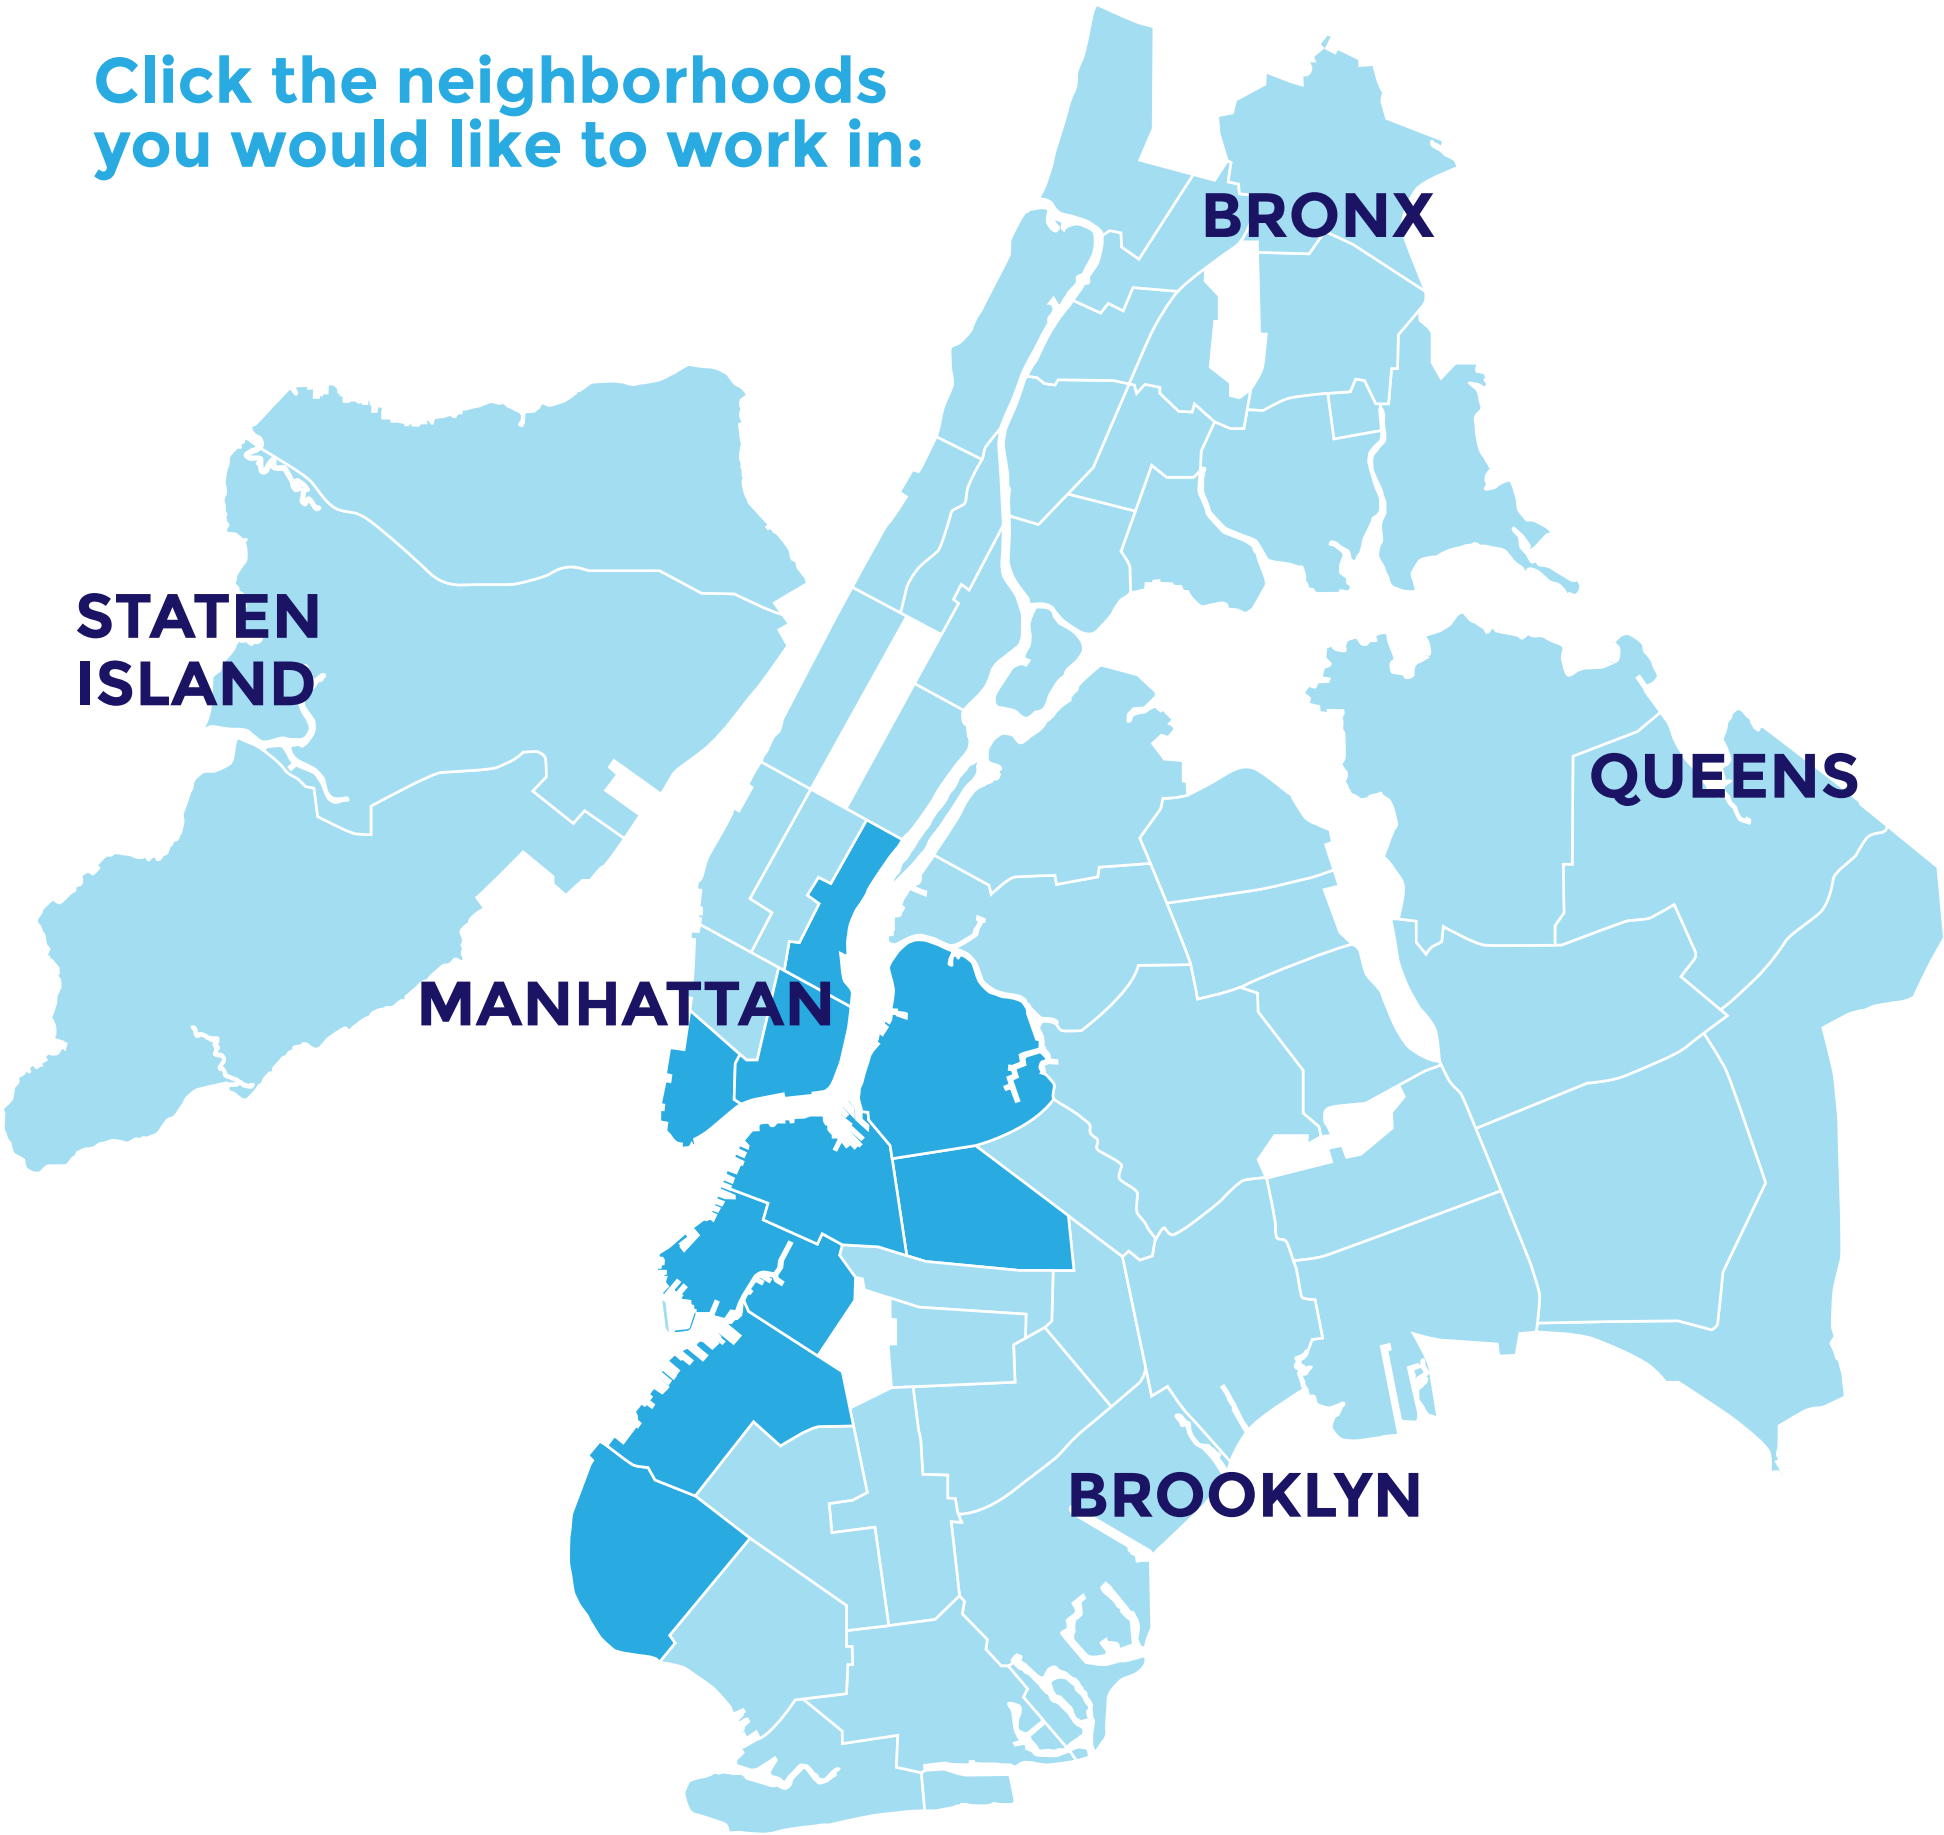 Click the neighborhoods
you would like to work in:
BRONX
STATEN
ISLAND
QUEENS
MANHATTAN
BROOKLYN